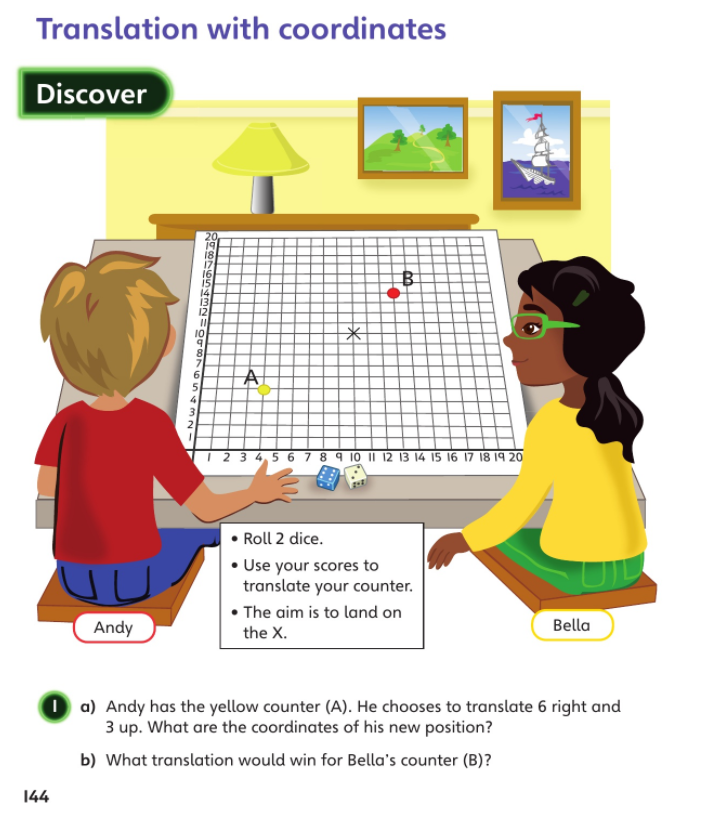 Translation with coordinates
Discover
20
19
18
17
16
15
14
13
12
11
10
9
8
7
6
5
4
3
2
1
B
A
1 2 3 4 5 6 7 8 9 10 11 12 13 14 15 16 17 18 19 20
• Roll 2 dice.
• Use your scores to
translate your counter.
• The aim is to land on
the X.
Andy
Bella
1 a) Andy has the yellow counter (A). He chooses to translate 6 right and
3 up. What are the coordinates of his new position?
b) What translation would win for Bella's counter (B)?
144